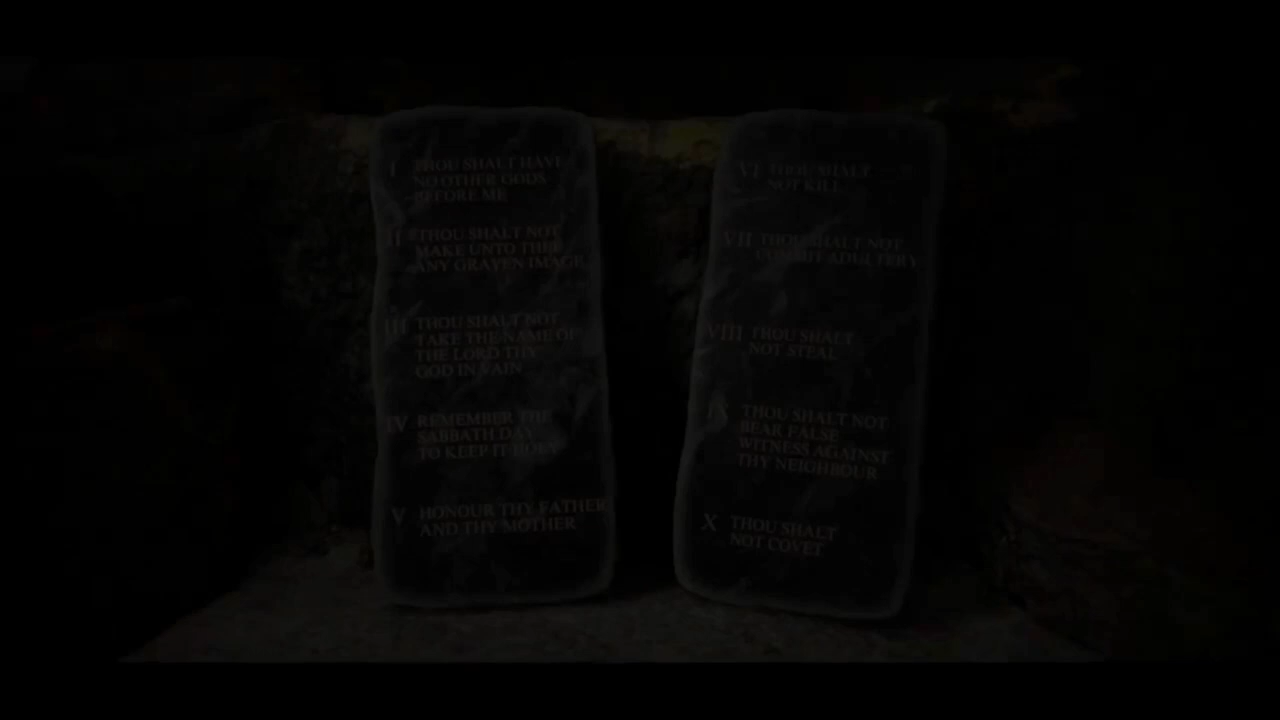 I THOU SHALT HAVE
NO OTHER GODS
BEFORE ME
II THOU SHALT NOT
MAKE UNTO THEE
ANY GRAVEN IMAGE
III THOU SHALT NOT
TAKE THE NAME OF
THE LORD THY
GOD IN VAIN
IV REMEMBER THE
SABBATH DAY
TO KEEP IT HOLY
V HONOUR THY FATHER
AND THY MOTHER
VI THOU SHALT
NOT KILL
VII THOU SHALT NOT
COMMIT ADULTERY
VIII THOU SHALT
NOT STEAL
IX THOU SHALT NOT
BEAR FALSE
WITNESS AGAINST
THY NEIGHBOUR
X THOU SHALT
NOT COVET